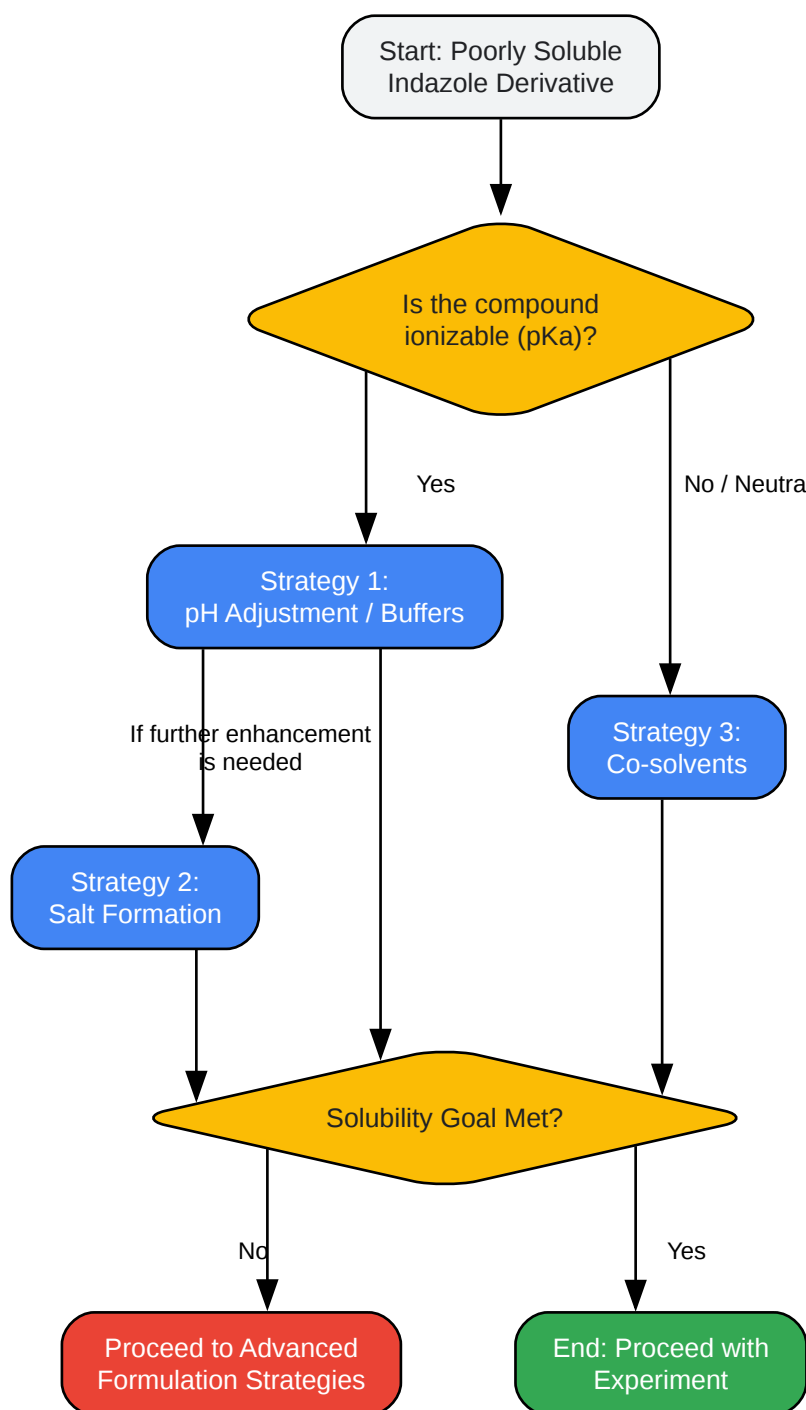 Start: Poorly Soluble
Indazole Derivative
Is the compound
ionizable (pKa)?
Yes
No / Neutra
Strategy 1:
pH Adjustment / Buffers
If further enhancement
is needed
Strategy 3:
Co-solvents
Strategy 2:
Salt Formation
Solubility Goal Met?
No
Yes
Proceed to Advanced
Formulation Strategies
End: Proceed with
Experiment